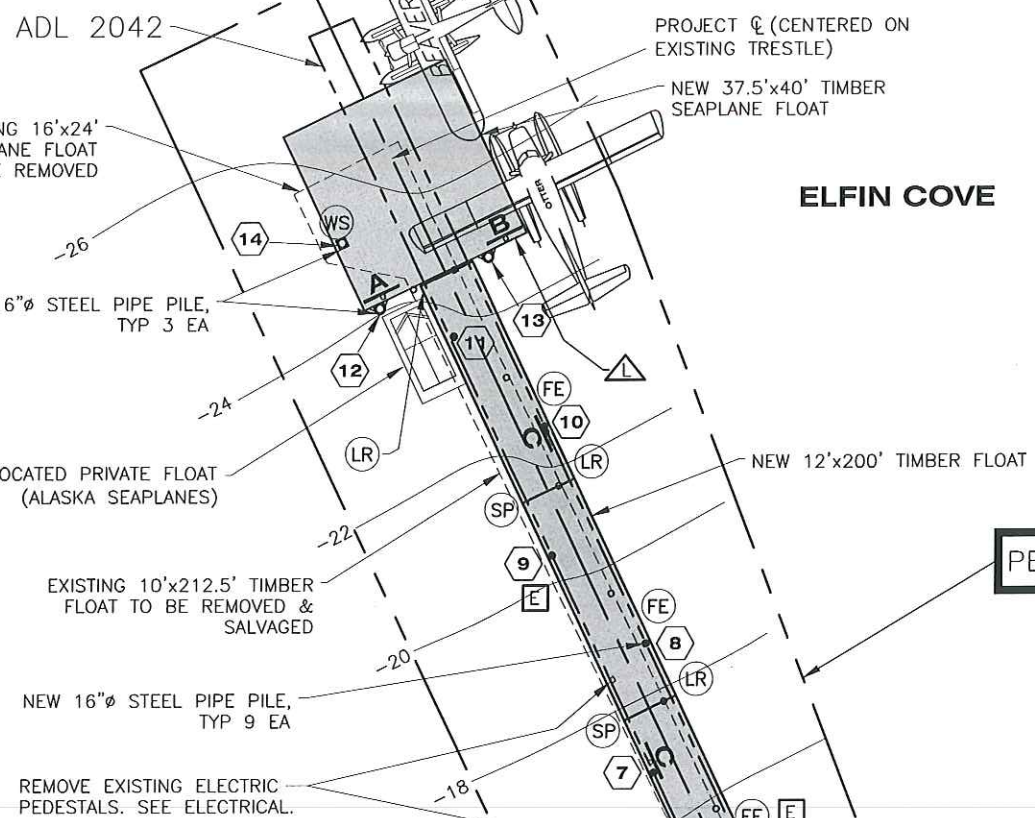 ADL 2042
PROJECT ℄ (CENTERED ON
EXISTING TRESTLE)
NEW 37.5'x40' TIMBER
SEAPLANE FLOAT
NG 16'x24'
ANE FLOAT
REMOVED
ELFIN COVE
WS
14
-26
OTTER
B
A
6"ø STEEL PIPE PILE,
TYP 3 EA
13
11
12
L
-24
FE
10
LR
LR
OCATED PRIVATE FLOAT
(ALASKA SEAPLANES)
C
NEW 12'x200' TIMBER FLOAT
SP
-22
9
E
PE
EXISTING 10'x212.5' TIMBER
FLOAT TO BE REMOVED &
SALVAGED
FE
8
-20
LR
NEW 16"ø STEEL PIPE PILE,
TYP 9 EA
SP
C
7
REMOVE EXISTING ELECTRIC
PEDESTALS. SEE ELECTRICAL.
-18
FE
E